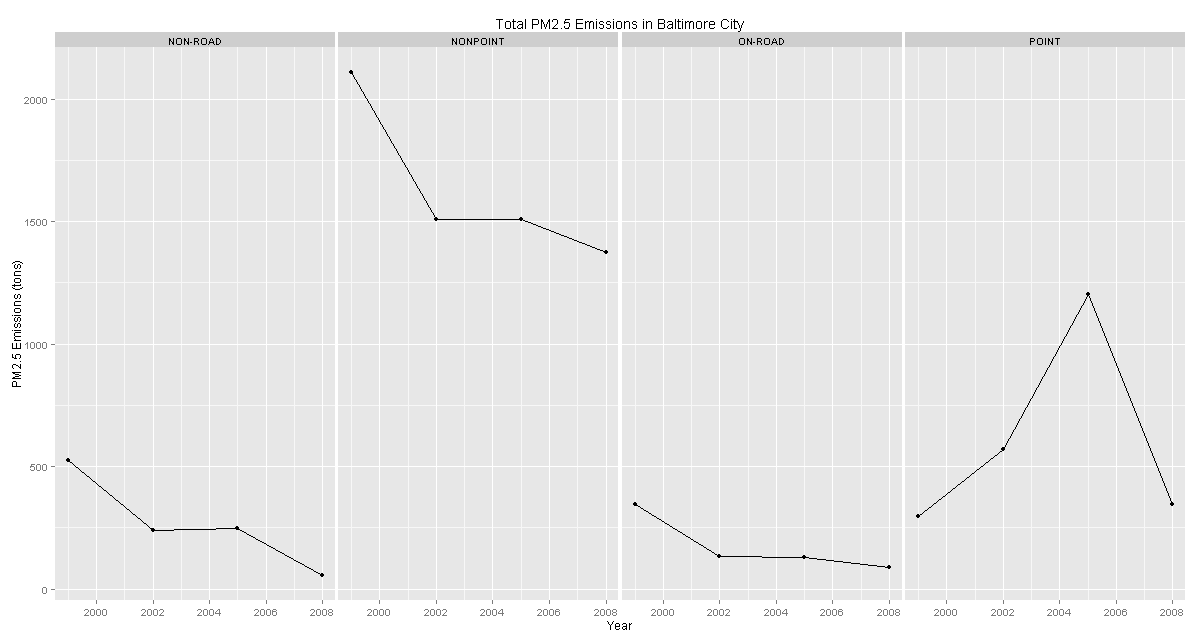 Total PM2.5 Emissions in Baltimore City
NON-ROAD NONPOINT ON-ROAD POINT
2000
1500
1000
500
0
PM2.5 Emissions (tons)
2000 2002 2004 2006 2008 2000 2002 2004 2006 2008 2000 2002 2004 2006 2008 2000 2002 2004 2006 2008
Year